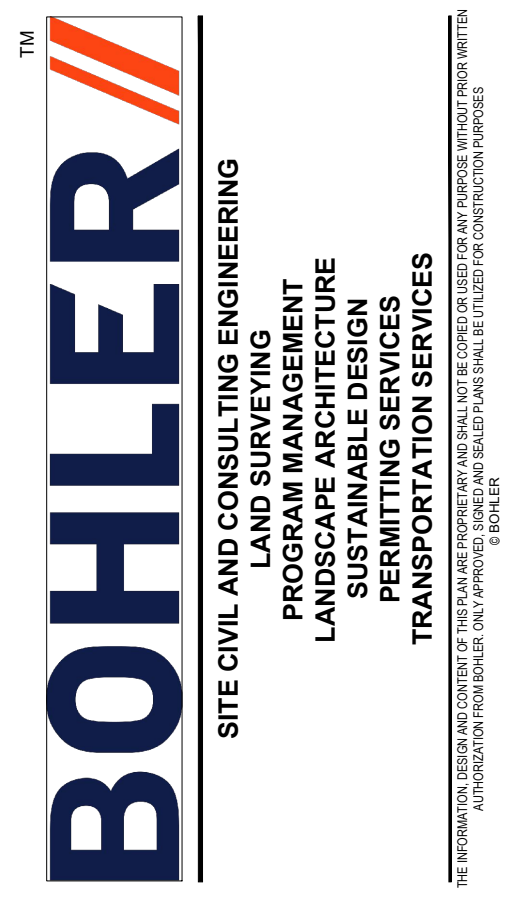 BOHLER//
TM
SITE CIVIL AND CONSULTING ENGINEERING
LAND SURVEYING
PROGRAM MANAGEMENT
LANDSCAPE ARCHITECTURE
SUSTAINABLE DESIGN
PERMITTING SERVICES
TRANSPORTATION SERVICES
THE INFORMATION, DESIGN AND CONTENT OF THIS PLAN ARE PROPRIETARY AND SHALL NOT BE COPIED OR USED FOR ANY PURPOSE WITHOUT PRIOR WRITTEN
AUTHORIZATION FROM BOHLER. ONLY APPROVED, SIGNED AND SEALED PLANS SHALL BE UTILIZED FOR CONSTRUCTION PURPOSES
© BOHLER